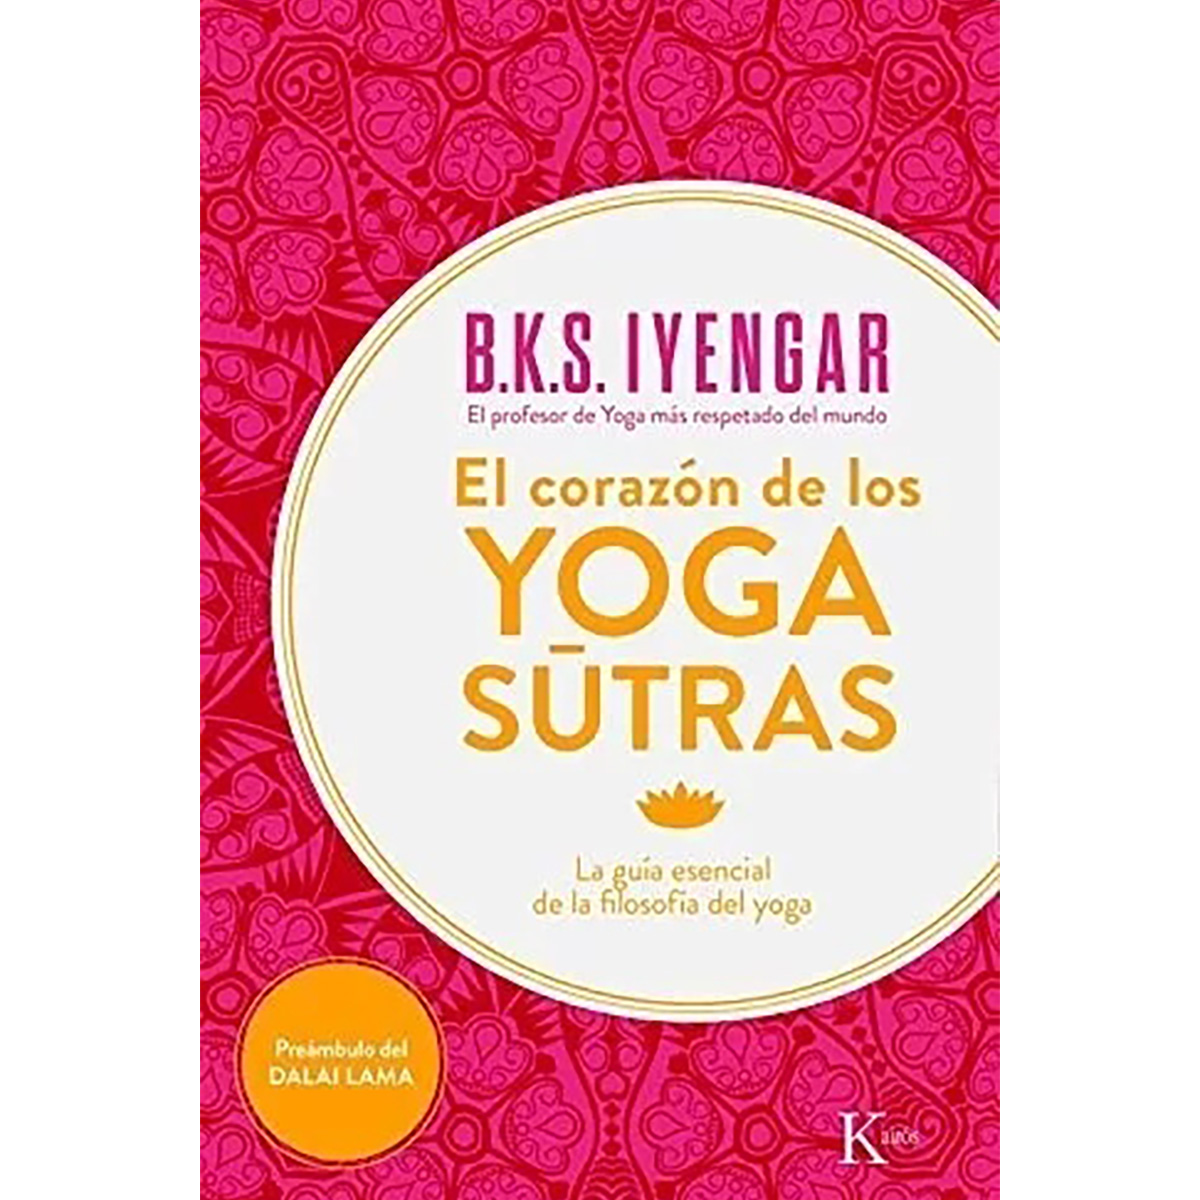 B.K.S. IYENGAR
El profesor de Yoga más respetado del mundo
El corazón de los
YOGA
SŪTRAS
La guía esencial
de la filosofía del yoga
Preámbulo del
DALAI LAMA
Kairós